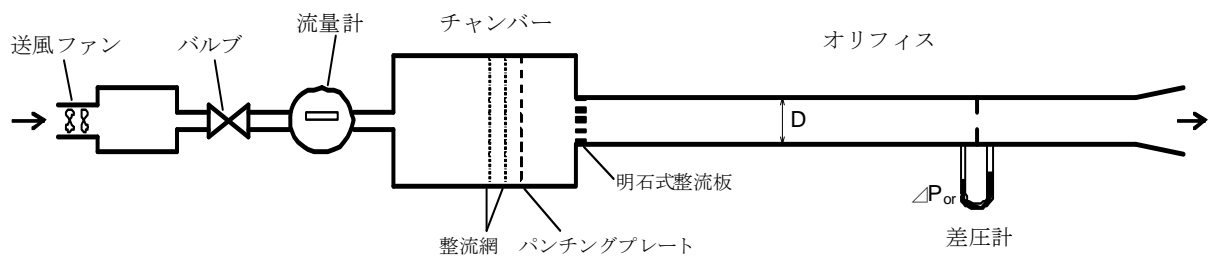 送風ファン
バルブ
流量計
チャンバー
オリフィス
D
明石式整流板
整流網
パンチングプレート
⊿Por
差圧計